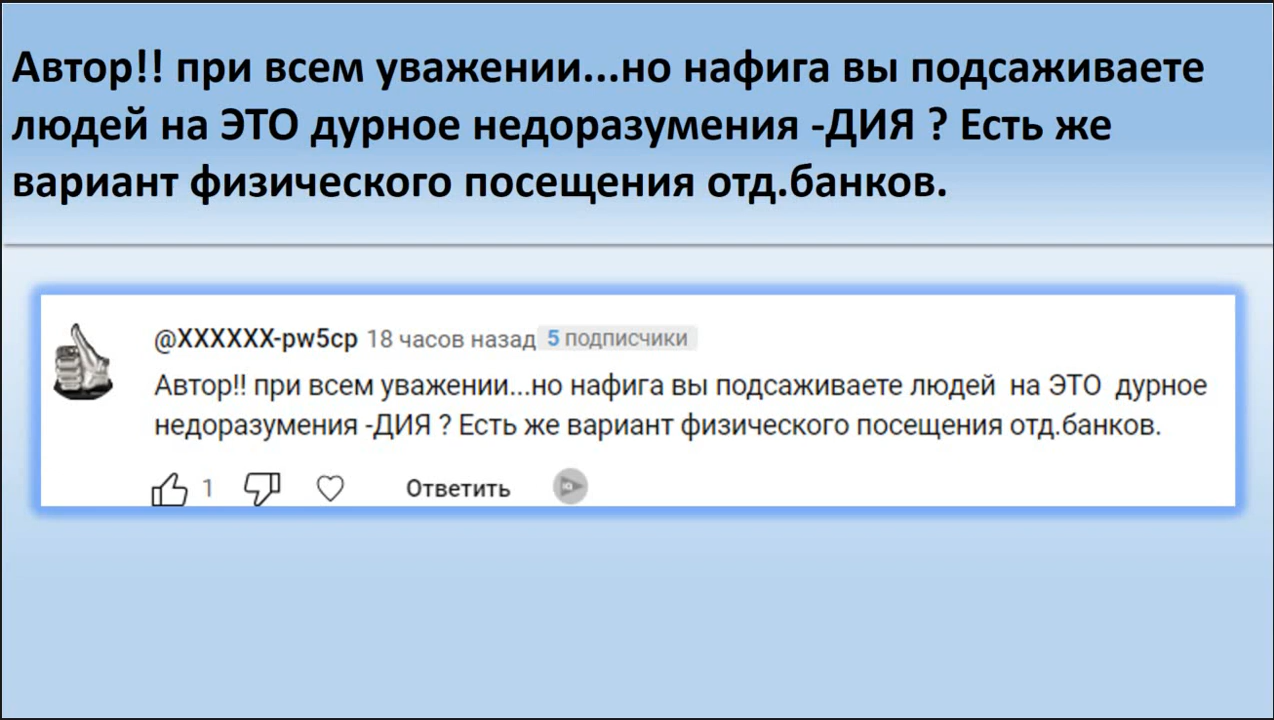 Автор!! при всем уважении...но нафига вы подсаживаете
людей на ЭТО дурное недоразумения -ДИЯ ? Есть же
вариант физического посещения отд.банков.
@XXXXXX-pw5cp 18 часов назад 5 подписчики
Автор!! при всем уважении...но нафига вы подсаживаете людей на ЭТО дурное
недоразумения -ДИЯ ? Есть же вариант физического посещения отд.банков.
1 Ответить